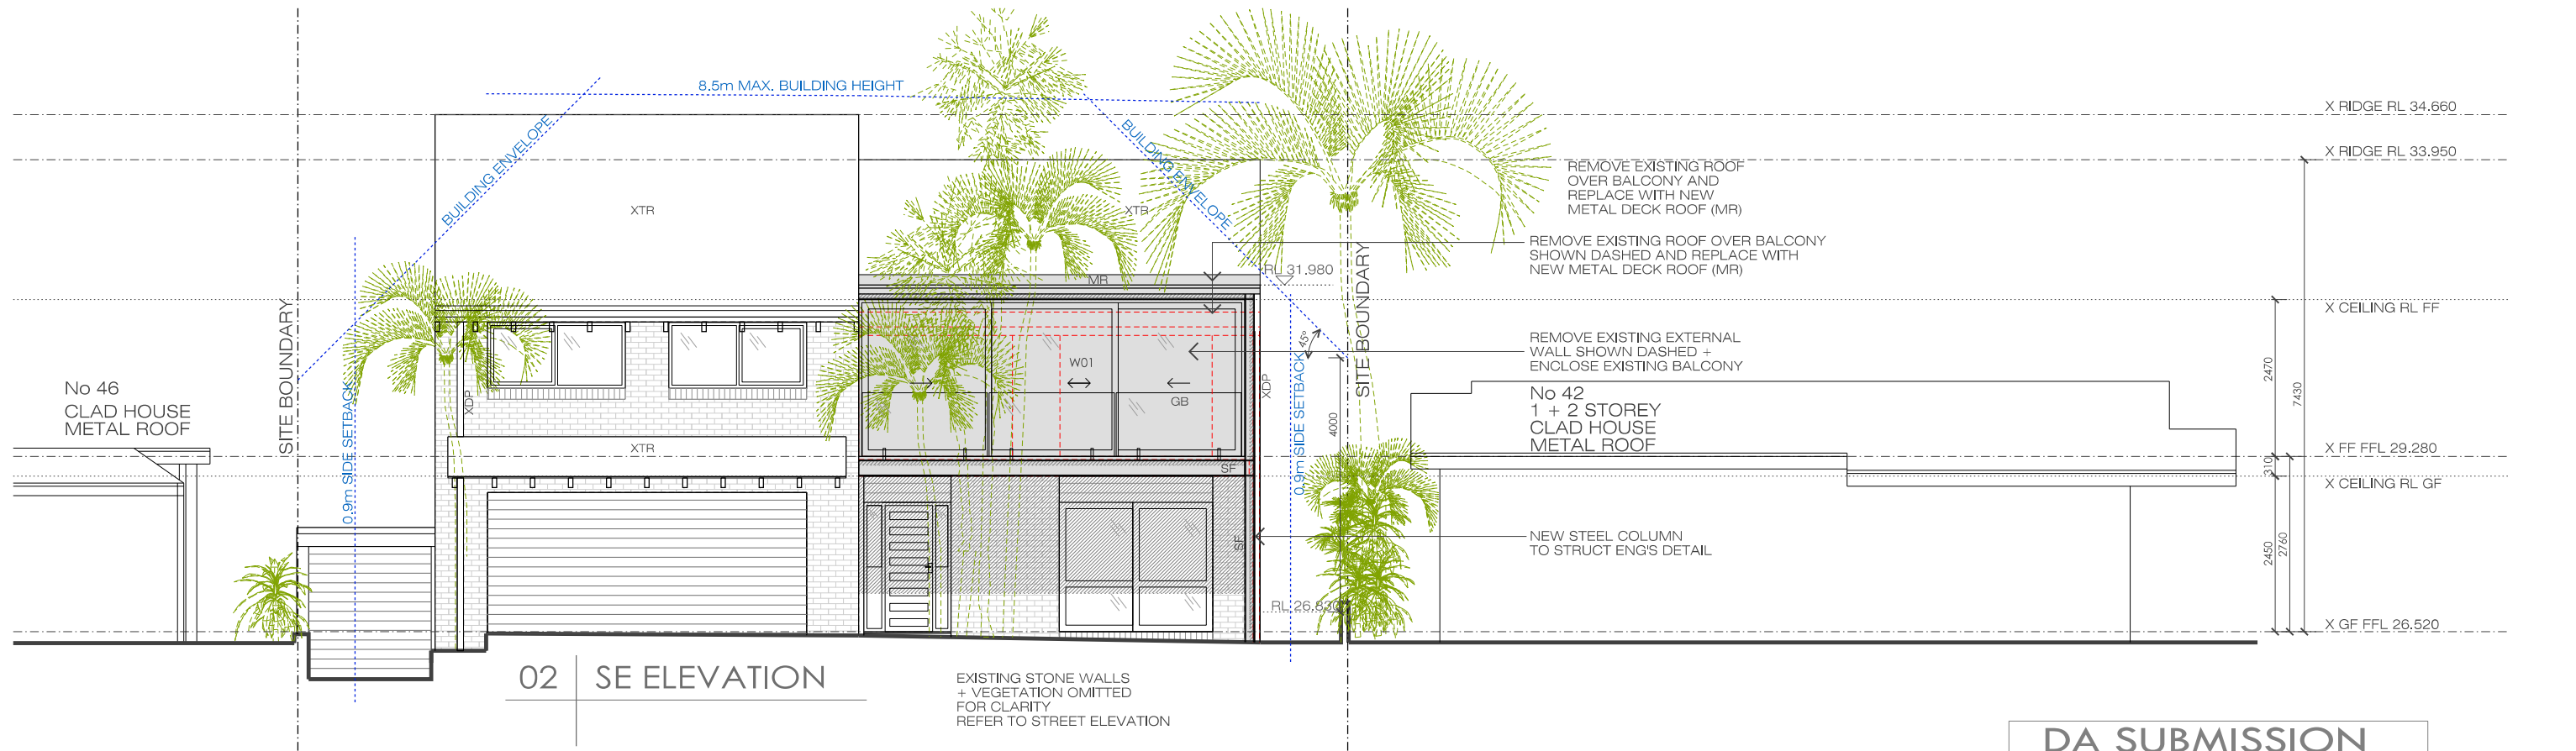 8.5m MAX. BUILDING HEIGHT
BUILDING ENVELOPE
BUILDING ENVELOPE
X RIDGE RL 34.660
X RIDGE RL 33.950
REMOVE EXISTING ROOF
OVER BALCONY AND
REPLACE WITH NEW
METAL DECK ROOF (MR)
XTR
XTR
REMOVE EXISTING ROOF OVER BALCONY
SHOWN DASHED AND REPLACE WITH
NEW METAL DECK ROOF (MR)
RL 31.980
MR
SITE BOUNDARY
SITE BOUNDARY
X CEILING RL FF
REMOVE EXISTING EXTERNAL
WALL SHOWN DASHED +
ENCLOSE EXISTING BALCONY
45°
W01
GB
XDP
XDP
0.9m SIDE SETBACK
0.9m SIDE SETBACK
4000
2470
7430
No 46
CLAD HOUSE
METAL ROOF
No 42
1 + 2 STOREY
CLAD HOUSE
METAL ROOF
XTR
X FF FFL 29.280
310
SF
X CEILING RL GF
NEW STEEL COLUMN
TO STRUCT ENG'S DETAIL
SF
2450
2760
RL 26.830
X GF FFL 26.520
02 SE ELEVATION
EXISTING STONE WALLS
+ VEGETATION OMITTED
FOR CLARITY
REFER TO STREET ELEVATION
DA SUBMISSION